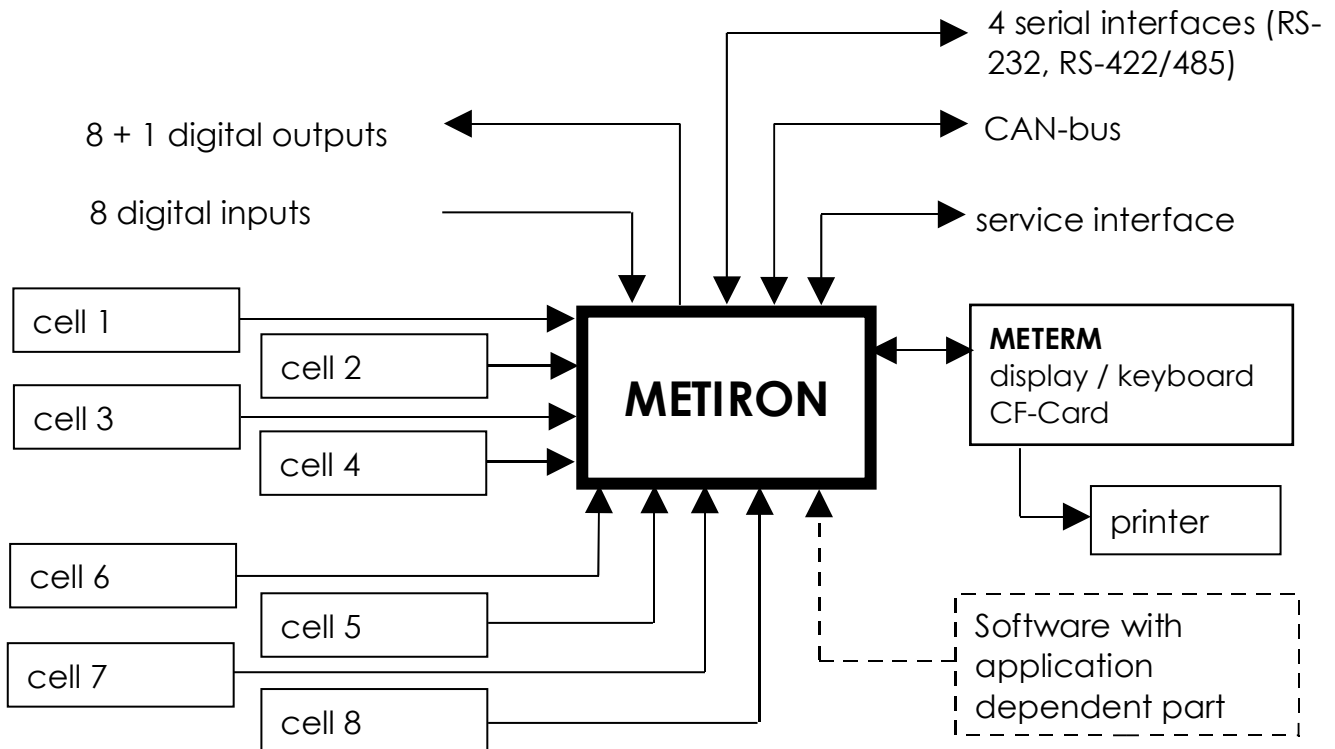 4 serial interfaces (RS-
232, RS-422/485)
8 + 1 digital outputs
CAN-bus
8 digital inputs
service interface
cell 1
cell 2
cell 3
cell 4
METIRON
METERM
display / keyboard
CF-Card
printer
cell 6
cell 5
cell 7
cell 8
Software with
application
dependent part